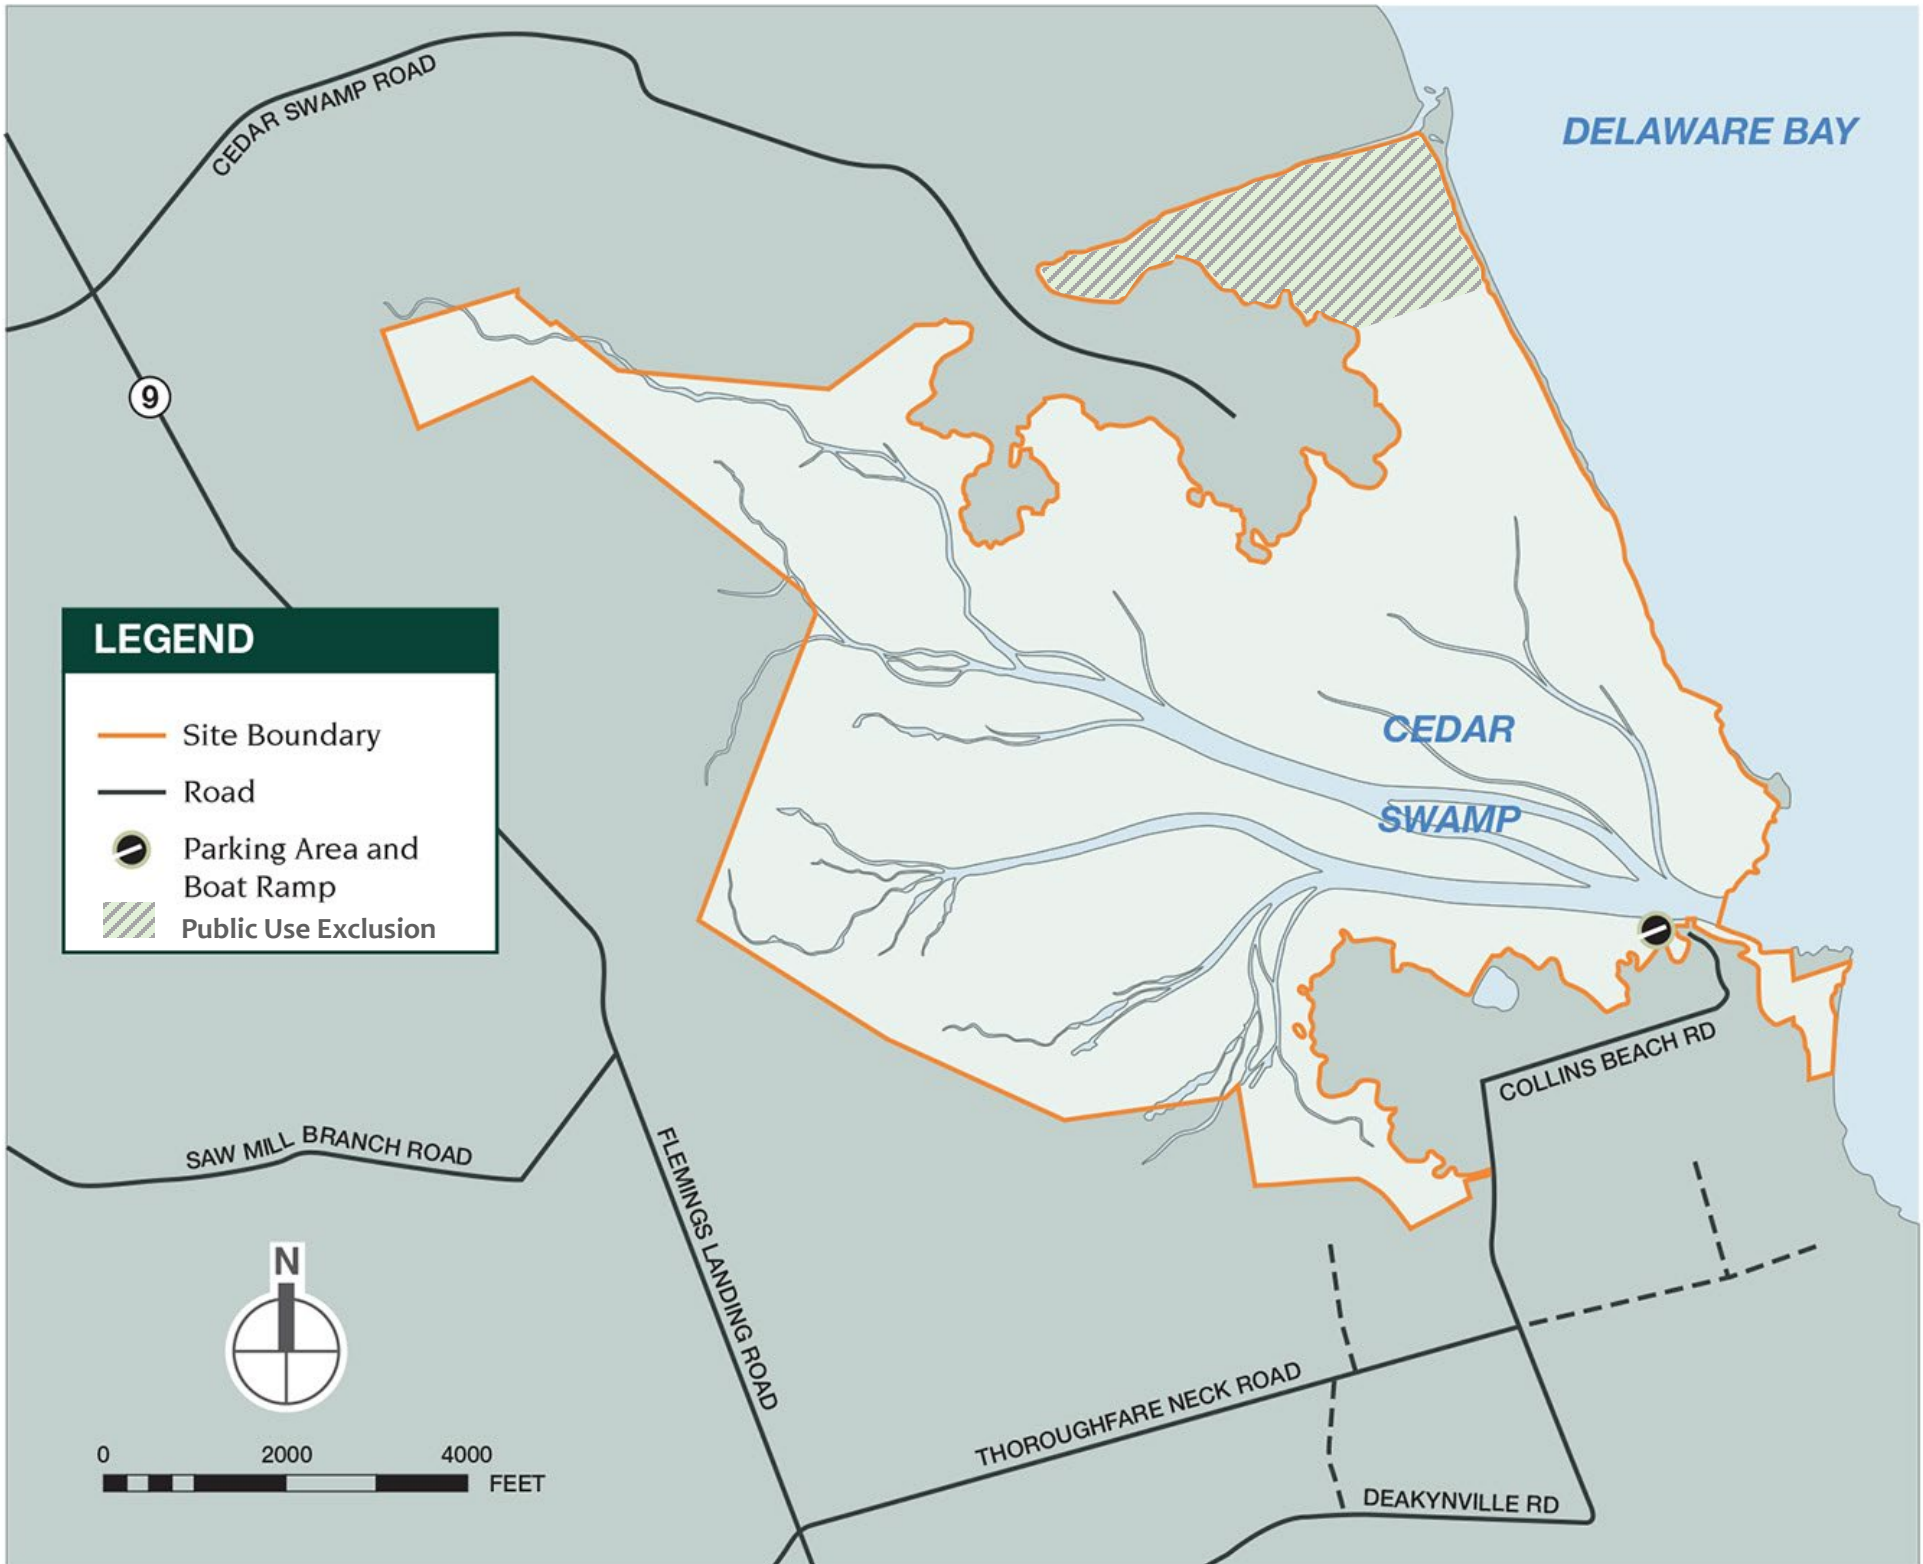 CEDAR SWAMP ROAD
DELAWARE BAY
9
LEGEND
Site Boundary
Road
Parking Area and
Boat Ramp
Public Use Exclusion
CEDAR
SWAMP
COLLINS BEACH RD
SAW MILL BRANCH ROAD
FLEMINGS LANDING ROAD
N
THOROUGHFARE NECK ROAD
0 2000 4000
FEET
DEAKYNVILLE RD